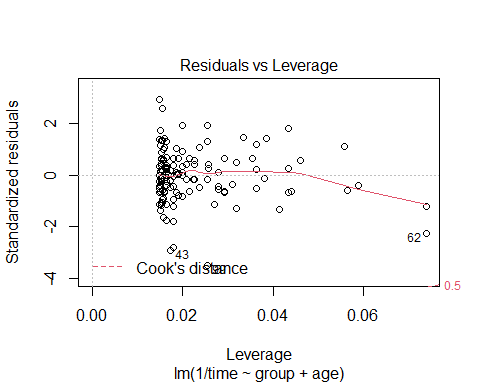 Residuals vs Leverage
Standardized residuals
2
0
-2
-4
43
62
0.5
Cook's distance
0.00
0.02
0.04
0.06
Leverage
lm(1/time ~ group + age)